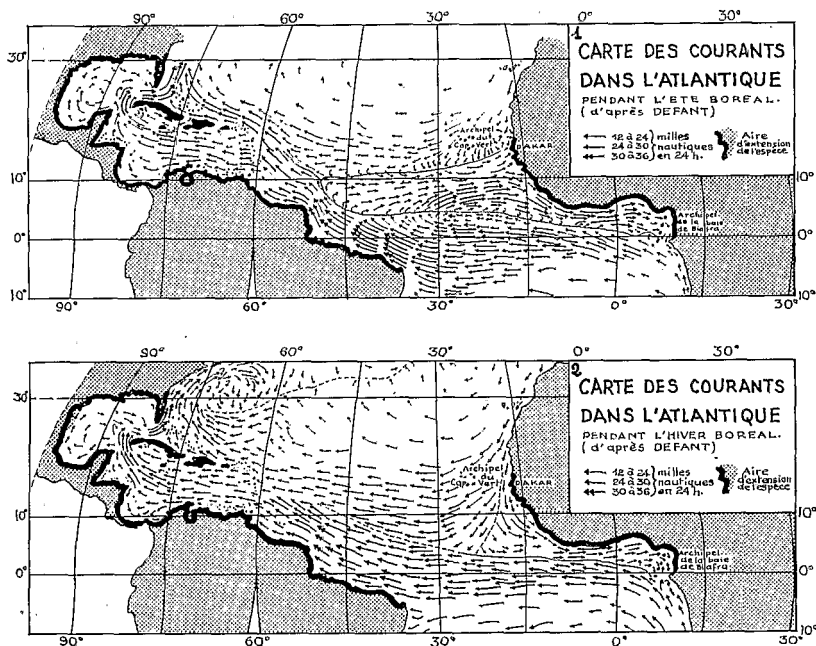 90° 60° 30° 0° 30°
30°
10°
0°
10°
1
CARTE DES COURANTS
DANS L'ATLANTIQUE
PENDANT L'ETE BOREAL.
(d'après DEFANT)
12 à 24 milles
24 à 30 nautiques
30 à 36 en 24 h.
Aire
d'extension
de l'espèce
Archipel
du
Cap-Vert
DAKAR
Archipel
de la baie
de Biafra
10°
0°
10°
90° 60° 30° 0° 30°
90° 60° 30° 0° 30°
30°
10°
0°
2
CARTE DES COURANTS
DANS L'ATLANTIQUE
PENDANT L'HIVER BOREAL.
(d'après DEFANT)
12 à 24 milles
24 à 30 nautiques
30 à 36 en 24 h.
Aire
d'extension
de l'espèce
Archipel
du
Cap-Vert
DAKAR
Archipel
de la baie
de Biafra
10°
0°
10°
90° 60° 30° 0° 30°